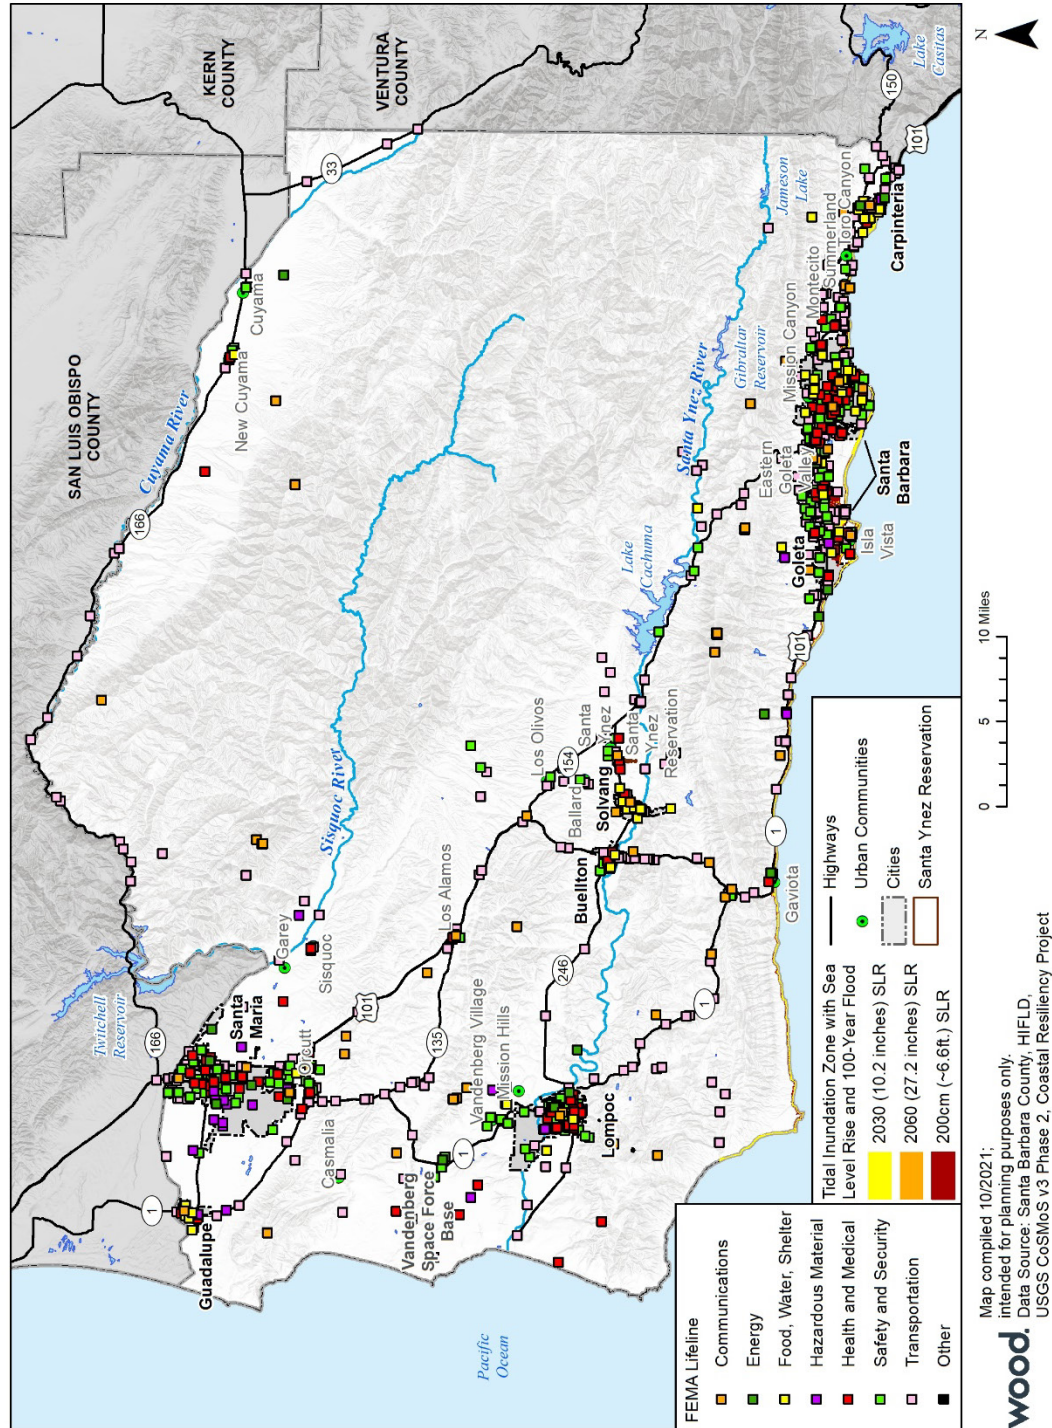 KERN
COUNTY
VENTURA
COUNTY
SAN LUIS OBISPO
COUNTY
Lake
Casitas
150
101
33
Cuyama River
166
Cuyama
New Cuyama
Jameson
Lake
Gibraltar
Reservoir
Santa Ynez River
Carpinteria
Toro Canyon
Summerland
Montecito
Mission Canyon
Eastern
Goleta
Valley
Santa
Barbara
Isla
Vista
Goleta
101
Lake
Cachuma
Sisquoc River
Los Olivos
154
Ballard
Santa
Ynez
Solvang
Santa
Ynez
Reservation
Buellton
1
Gaviota
Los Alamos
Garey
Sisquoc
Twitchell
Reservoir
166
Santa
Maria
Orcutt
101
135
246
1
Vandenberg Village
Mission Hills
Lompoc
Casmalia
1
Vandenberg
Space Force
Base
1
Guadalupe
Pacific
Ocean
N
0 5 10 Miles
FEMA Lifeline
Communications
Energy
Food, Water, Shelter
Hazardous Material
Health and Medical
Safety and Security
Transportation
Other
Tidal Inundation Zone with Sea
Level Rise and 100-Year Flood
2030 (10.2 inches) SLR
2060 (27.2 inches) SLR
200cm (~6.6ft.) SLR
Highways
Urban Communities
Cities
Santa Ynez Reservation
wood.
Map compiled 10/2021;
intended for planning purposes only.
Data Source: Santa Barbara County, HIFLD,
USGS CoSMoS v3 Phase 2, Coastal Resiliency Project